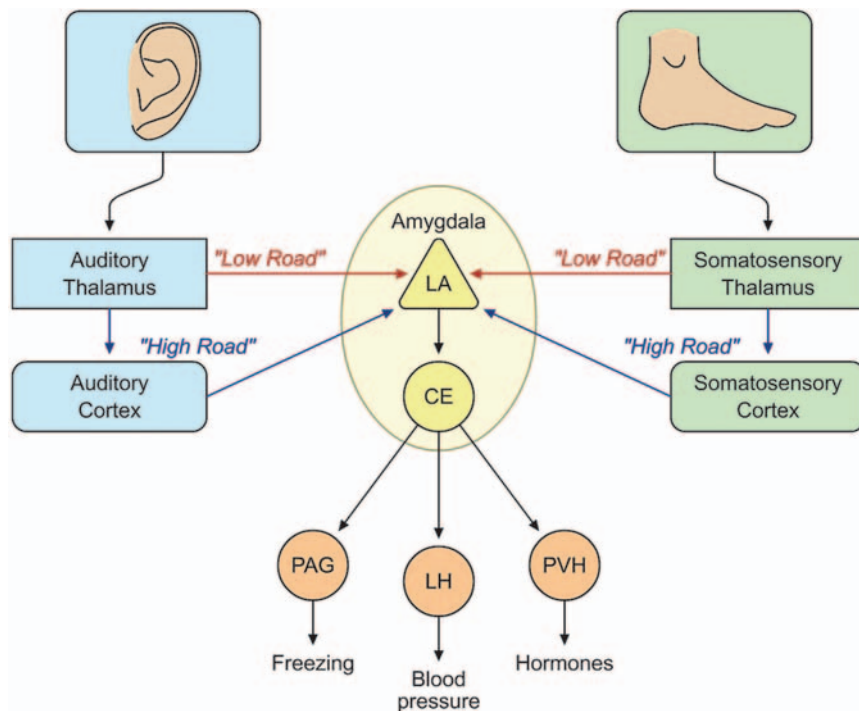 Amygdala
Auditory
Thalamus
"Low Road"
LA
"Low Road"
Somatosensory
Thalamus
"High Road"
"High Road"
Auditory
Cortex
CE
Somatosensory
Cortex
PAG
LH
PVH
Freezing
Blood
pressure
Hormones